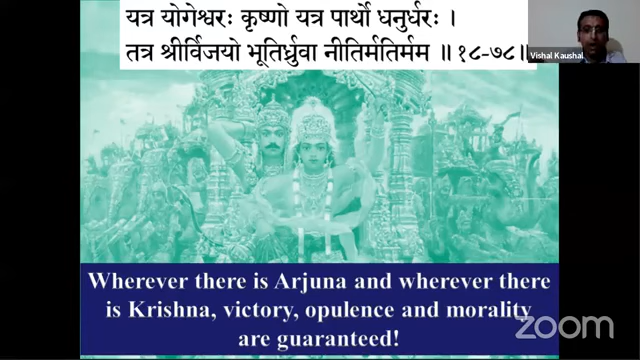 यत्र योगेश्वरः कृष्णो यत्र पार्थो धनुर्धरः ।
तत्र श्रीर्विजयो भूतिर्ध्रुवा नीतिर्मतिर्मम ॥ १८-७८॥
Vishal Kaushal
Wherever there is Arjuna and wherever there
is Krishna, victory, opulence and morality
are guaranteed!
zoom